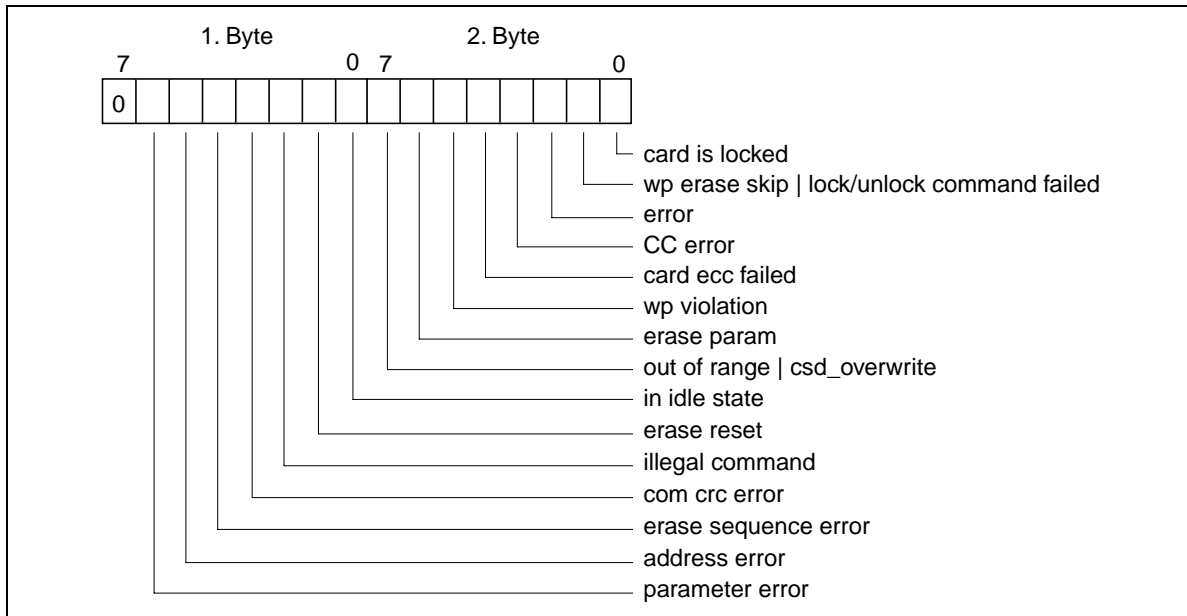 1. Byte 2. Byte
7 0 7 0
0
card is locked
wp erase skip | lock/unlock command failed
error
CC error
card ecc failed
wp violation
erase param
out of range | csd_overwrite
in idle state
erase reset
illegal command
com crc error
erase sequence error
address error
parameter error